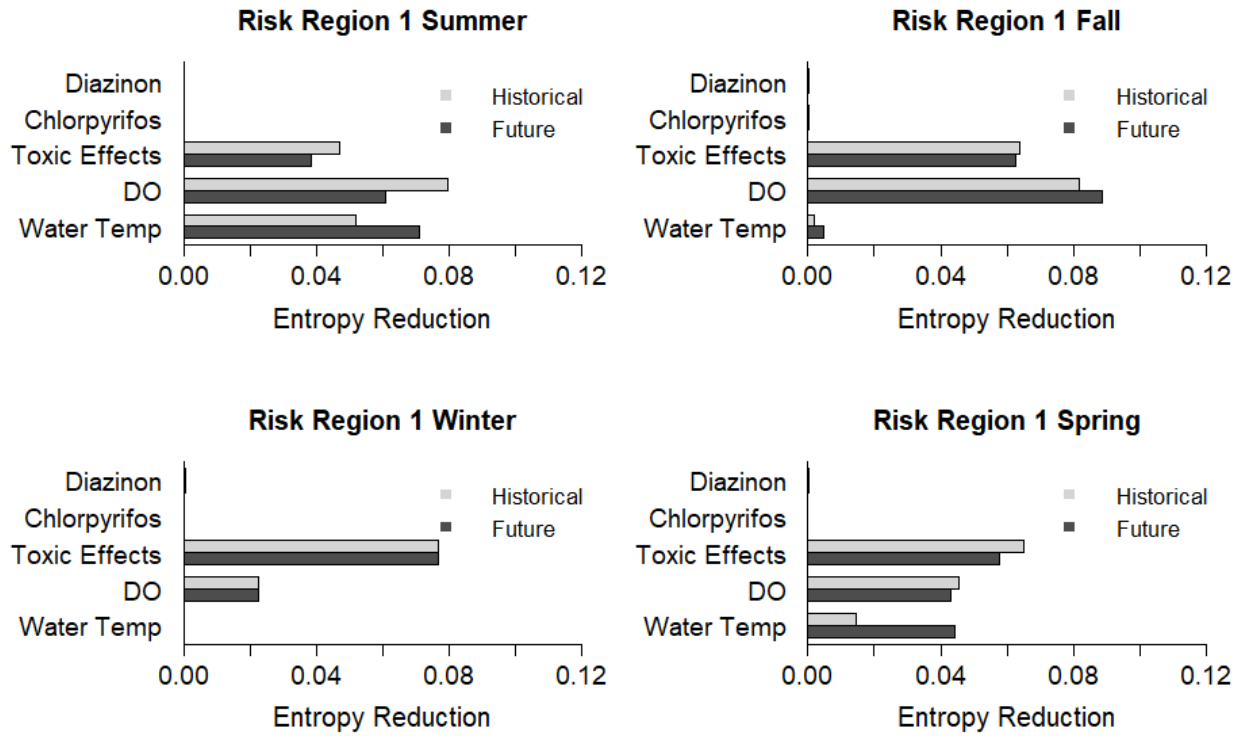 Risk Region 1 Summer
Diazinon
Chlorpyrifos
Toxic Effects
DO
Water Temp
Historical
Future
0.00 0.04 0.08 0.12
Entropy Reduction
Risk Region 1 Fall
Diazinon
Chlorpyrifos
Toxic Effects
DO
Water Temp
Historical
Future
0.00 0.04 0.08 0.12
Entropy Reduction
Risk Region 1 Winter
Diazinon
Chlorpyrifos
Toxic Effects
DO
Water Temp
Historical
Future
0.00 0.04 0.08 0.12
Entropy Reduction
Risk Region 1 Spring
Diazinon
Chlorpyrifos
Toxic Effects
DO
Water Temp
Historical
Future
0.00 0.04 0.08 0.12
Entropy Reduction